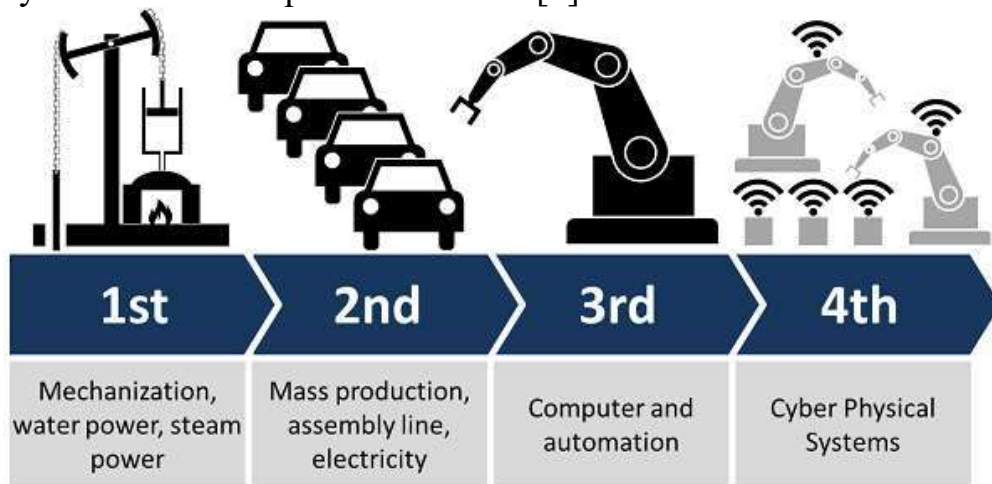 1st
2nd
3rd
4th
Mechanization,
water power, steam
power
Mass production,
assembly line,
electricity
Computer and
automation
Cyber Physical
Systems